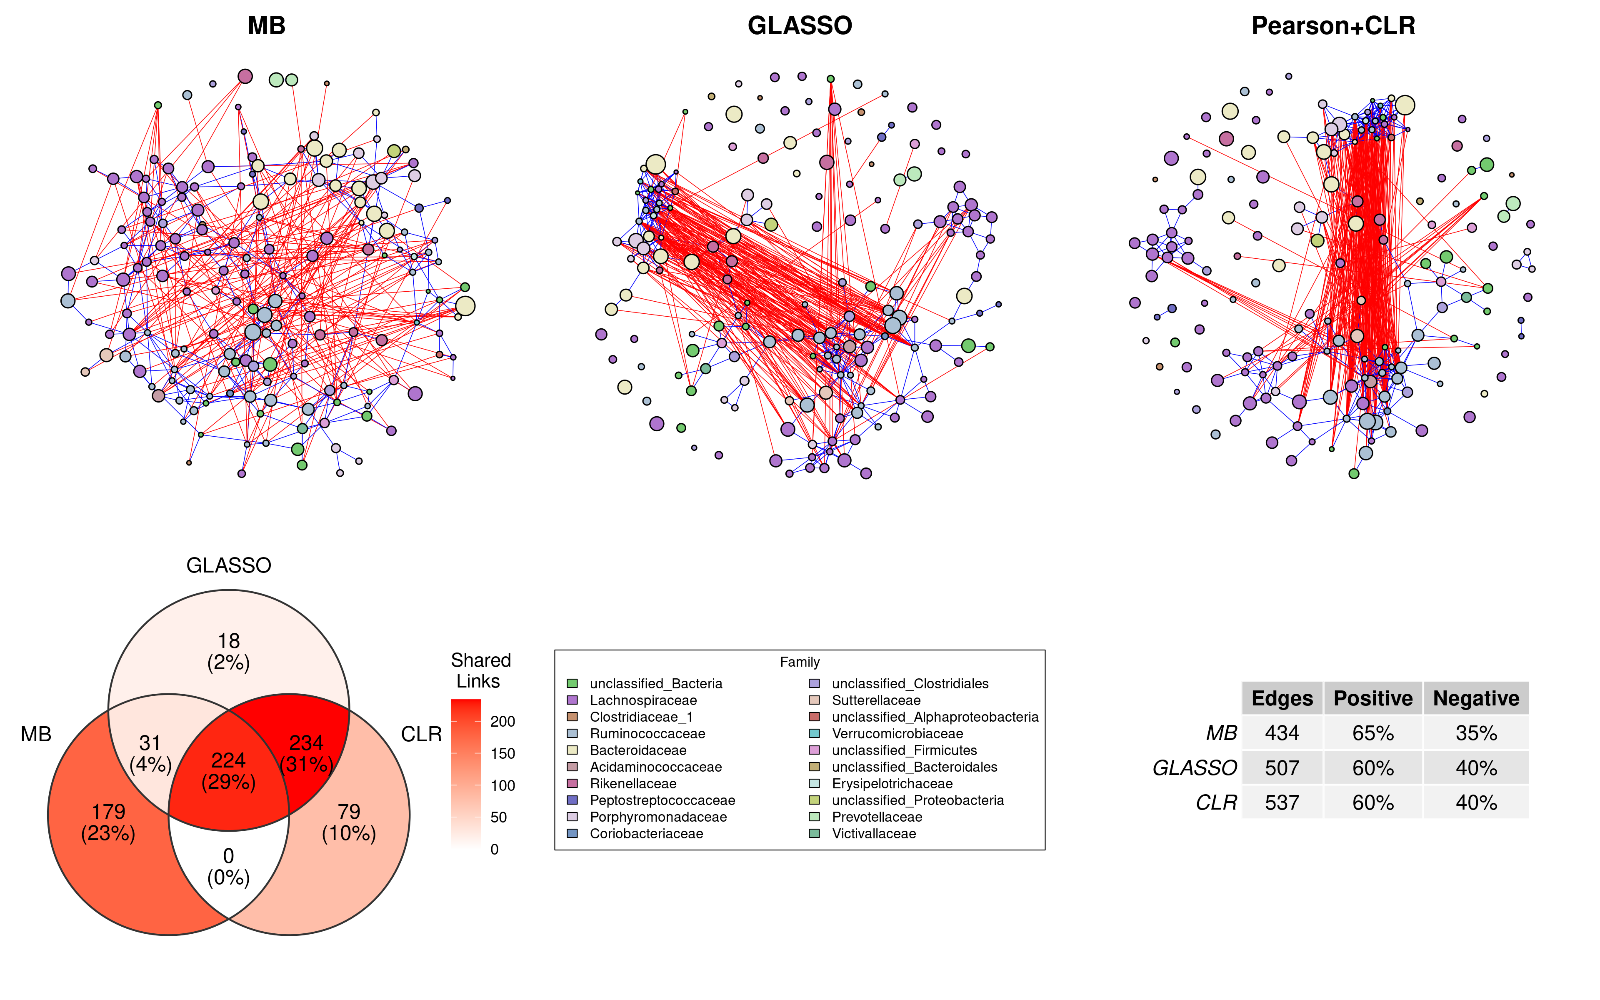 MB
GLASSO
Pearson+CLR
GLASSO
18
(2%)
MB
CLR
31
(4%)
224
(29%)
234
(31%)
179
(23%)
79
(10%)
0
(0%)
Shared
Links
200
150
100
50
0
Family
unclassified_Bacteria
Lachnospiraceae
Clostridiaceae_1
Ruminococcaceae
Bacteroidaceae
Acidaminococcaceae
Rikenellaceae
Peptostreptococcaceae
Porphyromonadaceae
Coriobacteriaceae
unclassified_Clostridiales
Sutterellaceae
unclassified_Alphaproteobacteria
Verrucomicrobiaceae
unclassified_Firmicutes
unclassified_Bacteroidales
Erysipelotrichaceae
unclassified_Proteobacteria
Prevotellaceae
Victivallaceae
Edges Positive Negative
MB 434 65% 35%
GLASSO 507 60% 40%
CLR 537 60% 40%